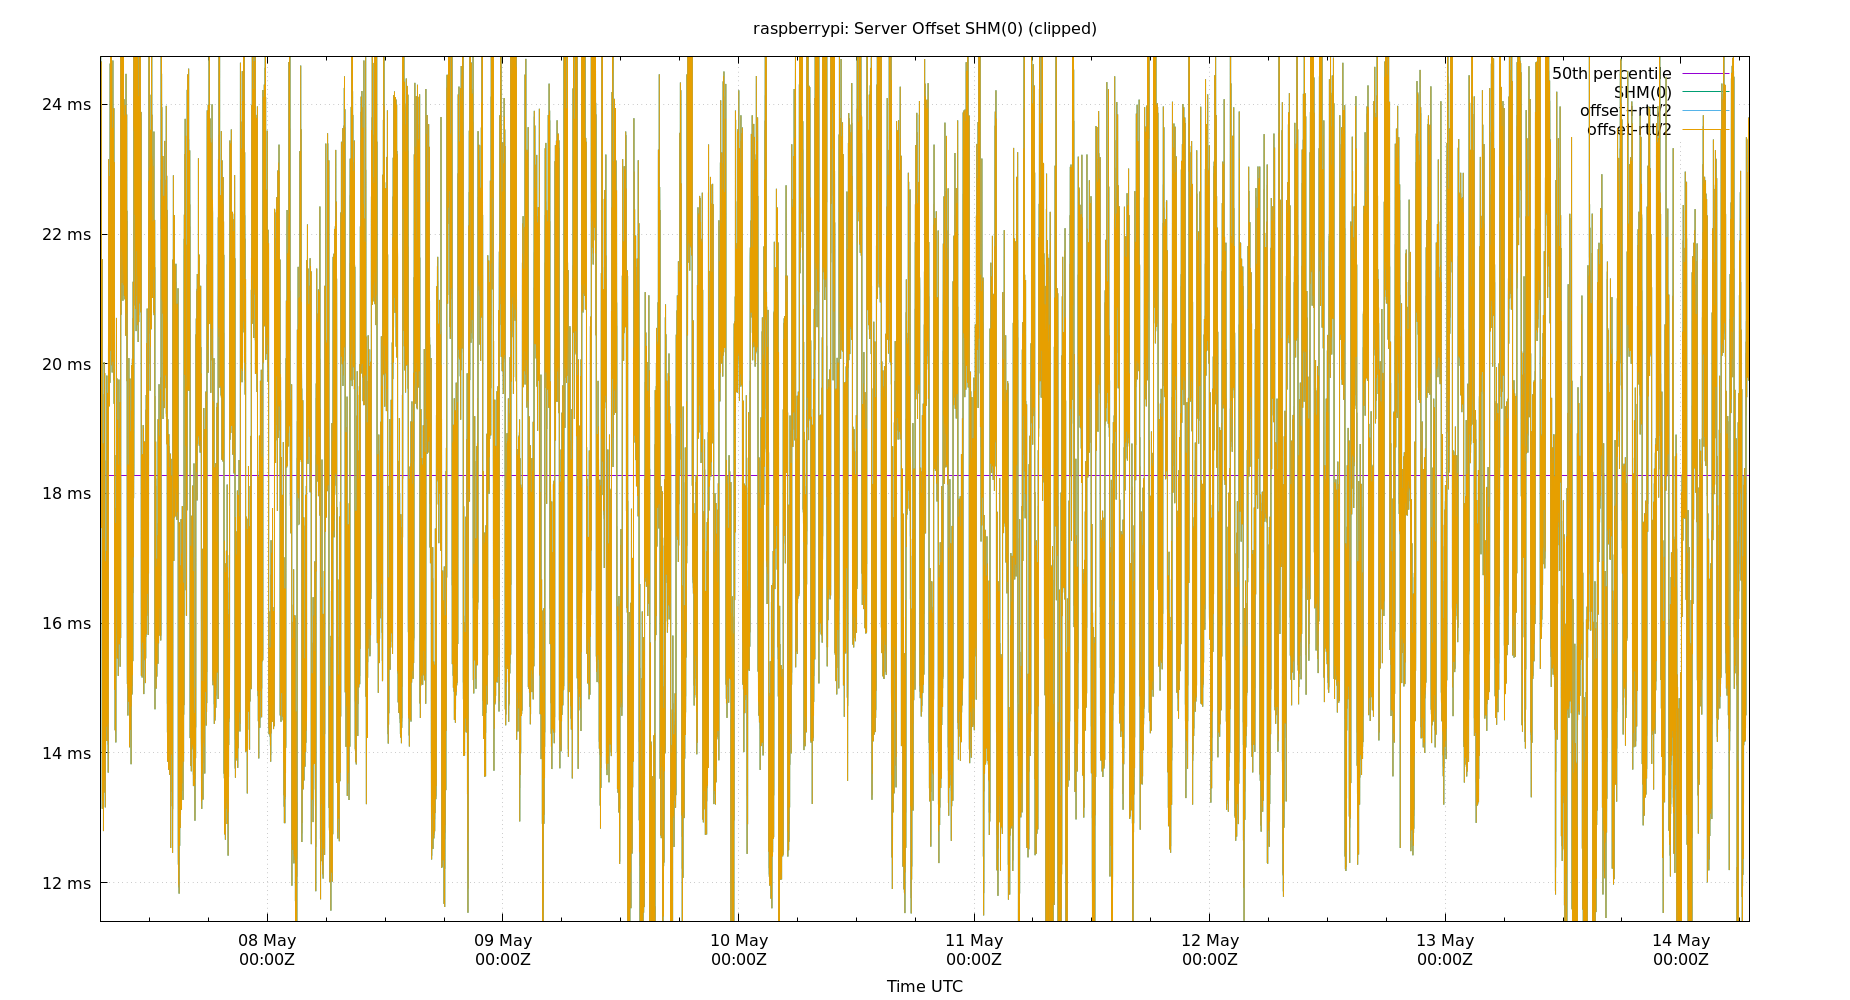 raspberrypi: Server Offset SHM(0) (clipped)
50th percentile
SHM(0)
offset+rtt/2
offset-rtt/2
24 ms
22 ms
20 ms
18 ms
16 ms
14 ms
12 ms
08 May 09 May 10 May 11 May 12 May 13 May 14 May
00:00Z 00:00Z 00:00Z 00:00Z 00:00Z 00:00Z 00:00Z
Time UTC